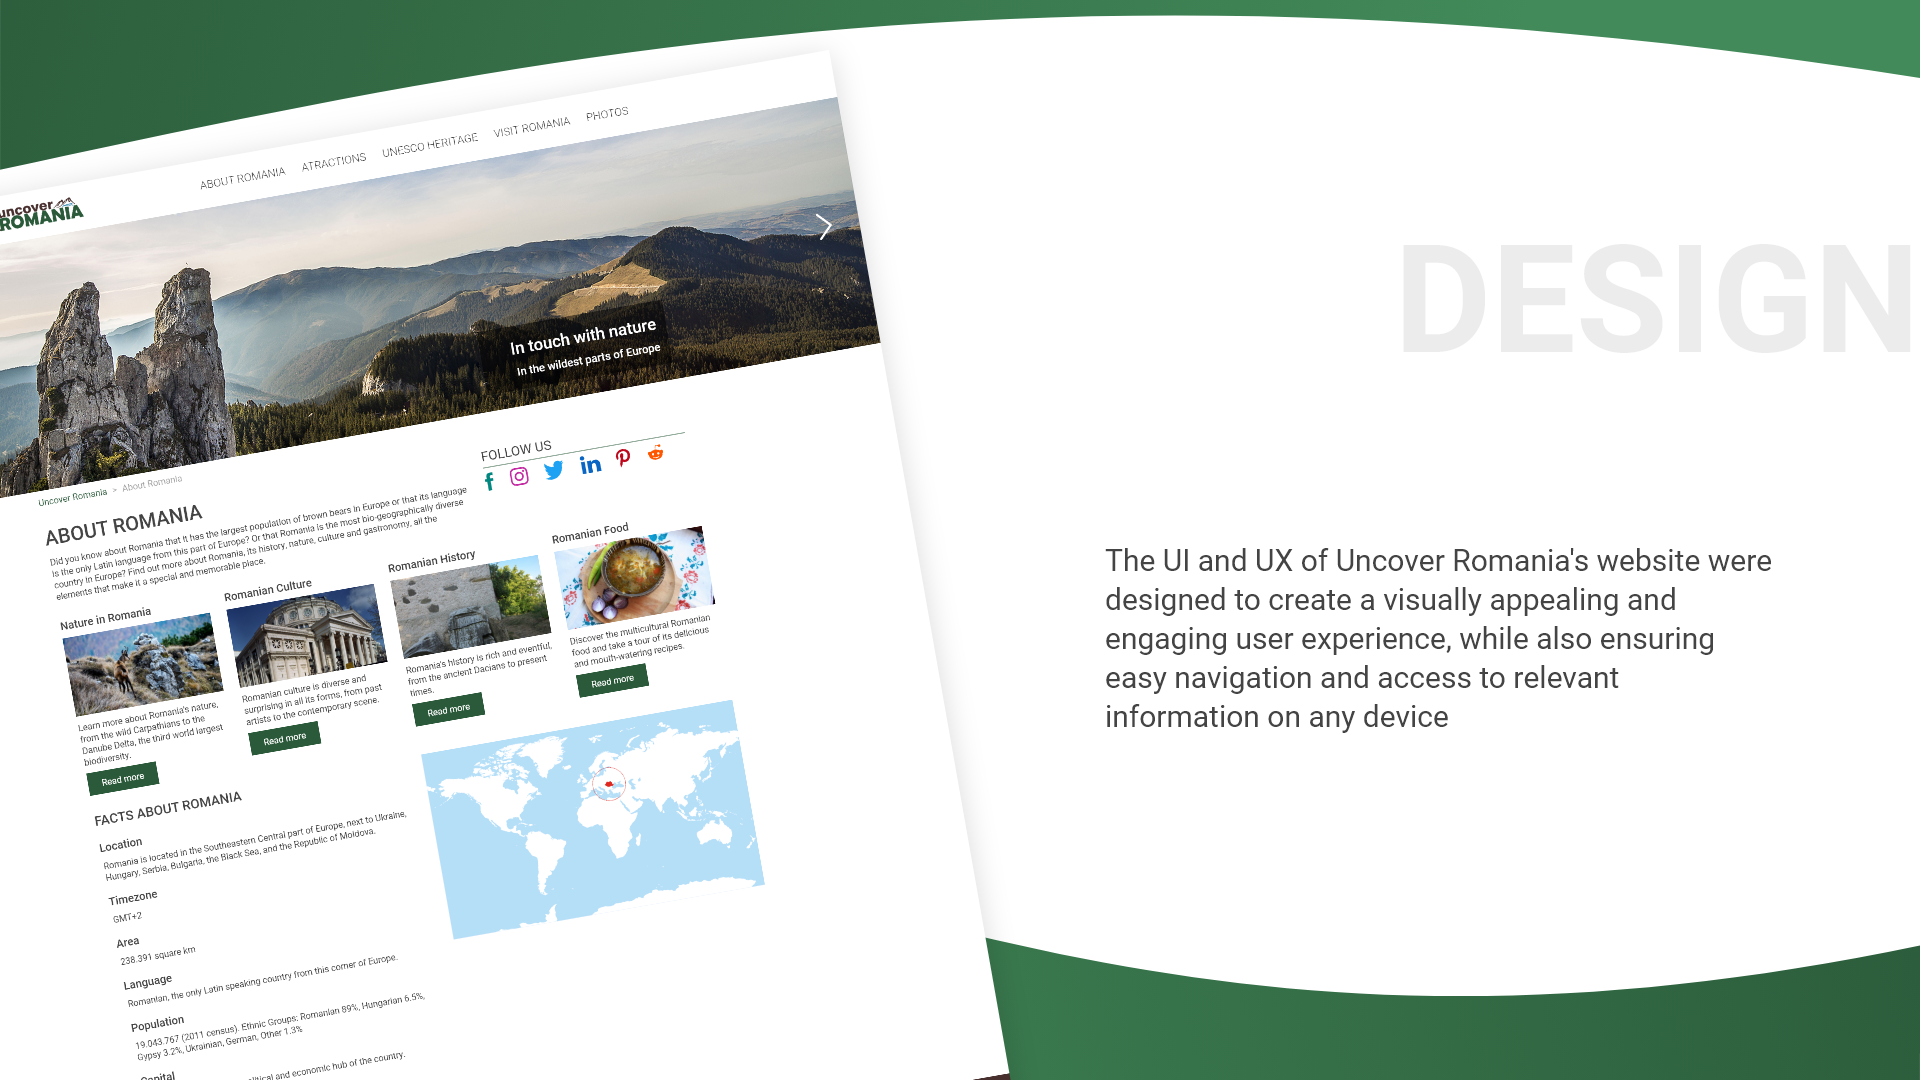 uncover
ROMANIA
ABOUT ROMANIA
ATRACTIONS
UNESCO HERITAGE
VISIT ROMANIA
PHOTOS
In touch with nature
In the wildest parts of Europe
Uncover Romania > About Romania
FOLLOW US
ABOUT ROMANIA
Did you know about Romania that it has the largest population of brown bears in Europe or that its language
is the only Latin language from this part of Europe? Or that Romania is the most bio-geographically diverse
country in Europe? Find out more about Romania, its history, nature, culture and gastronomy, all the
elements that make it a special and memorable place.
Nature in Romania
Learn more about Romania's nature,
from the wild Carpathians to the
Danube Delta, the third world largest
biodiversity.
Read more
Romanian Culture
Romanian culture is diverse and
surprising in all its forms, from past
artists to the contemporary scene.
Read more
Romanian History
Romania's history is rich and eventful,
from the ancient Dacians to present
times.
Read more
Romanian Food
Discover the multicultural Romanian
food and take a tour of its delicious
and mouth-watering recipes.
Read more
FACTS ABOUT ROMANIA
Location
Romania is located in the Southeastern Central part of Europe, next to Ukraine,
Hungary, Serbia, Bulgaria, the Black Sea, and the Republic of Moldova.
Timezone
GMT+2
Area
238.391 square km
Language
Romanian, the only Latin speaking country from this corner of Europe.
Population
19.043.767 (2011 census). Ethnic Groups: Romanian 89%, Hungarian 6.5%,
Gypsy 3.2%, Ukrainian, German, Other 1.3%
Capital
and economic hub of the country.
DESIGN
The UI and UX of Uncover Romania's website were
designed to create a visually appealing and
engaging user experience, while also ensuring
easy navigation and access to relevant
information on any device